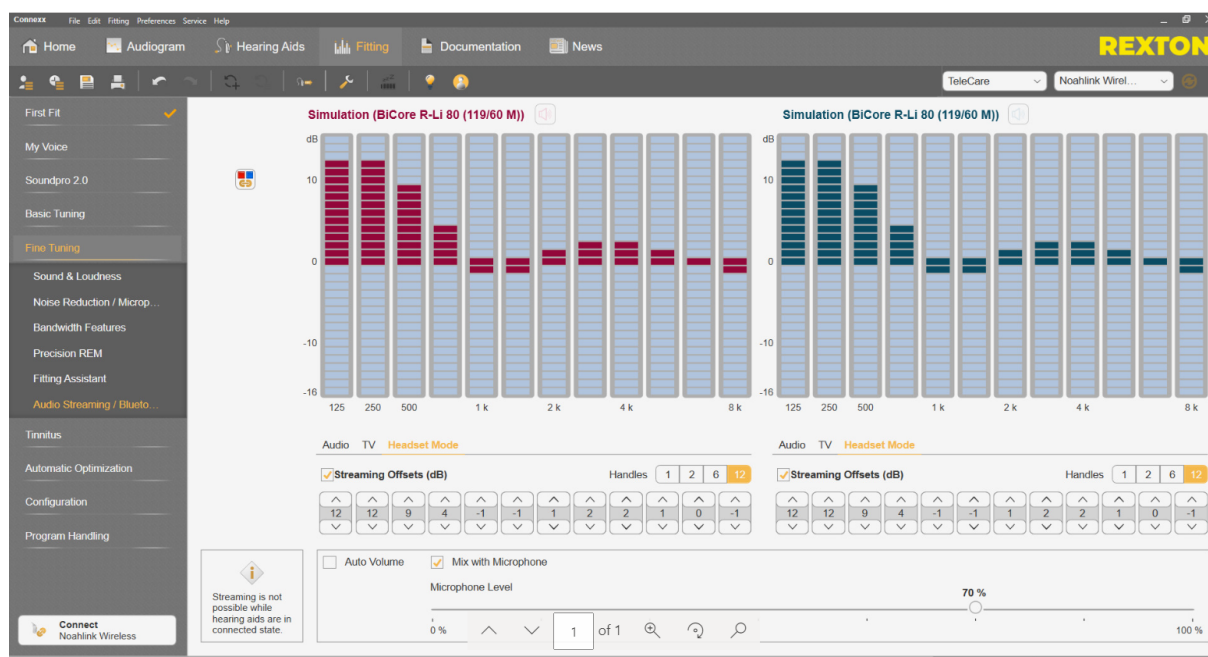 Connexx File Edit Fitting Preferences Service Help
Home Audiogram Hearing Aids Fitting Documentation News
REXTON
TeleCare Noahlink Wirel...
First Fit
My Voice
Soundpro 2.0
Basic Tuning
Fine Tuning
Sound & Loudness
Noise Reduction / Microp...
Bandwidth Features
Precision REM
Fitting Assistant
Audio Streaming / Blueto...
Tinnitus
Automatic Optimization
Configuration
Program Handling
Connect
Noahlink Wireless
Simulation (BiCore R-Li 80 (119/60 M))
dB
10
0
-10
-16
125 250 500 1 k 2 k 4 k 8 k
Audio TV Headset Mode
Streaming Offsets (dB) Handles 1 2 6 12
12 12 9 4 -1 -1 1 2 2 1 0 -1
Simulation (BiCore R-Li 80 (119/60 M))
dB
10
0
-10
-16
125 250 500 1 k 2 k 4 k 8 k
Audio TV Headset Mode
Streaming Offsets (dB) Handles 1 2 6 12
12 12 9 4 -1 -1 1 2 2 1 0 -1
Streaming is not
possible while
hearing aids are in
connected state.
Auto Volume Mix with Microphone
Microphone Level
70 %
0 % 100 %
1 of 1